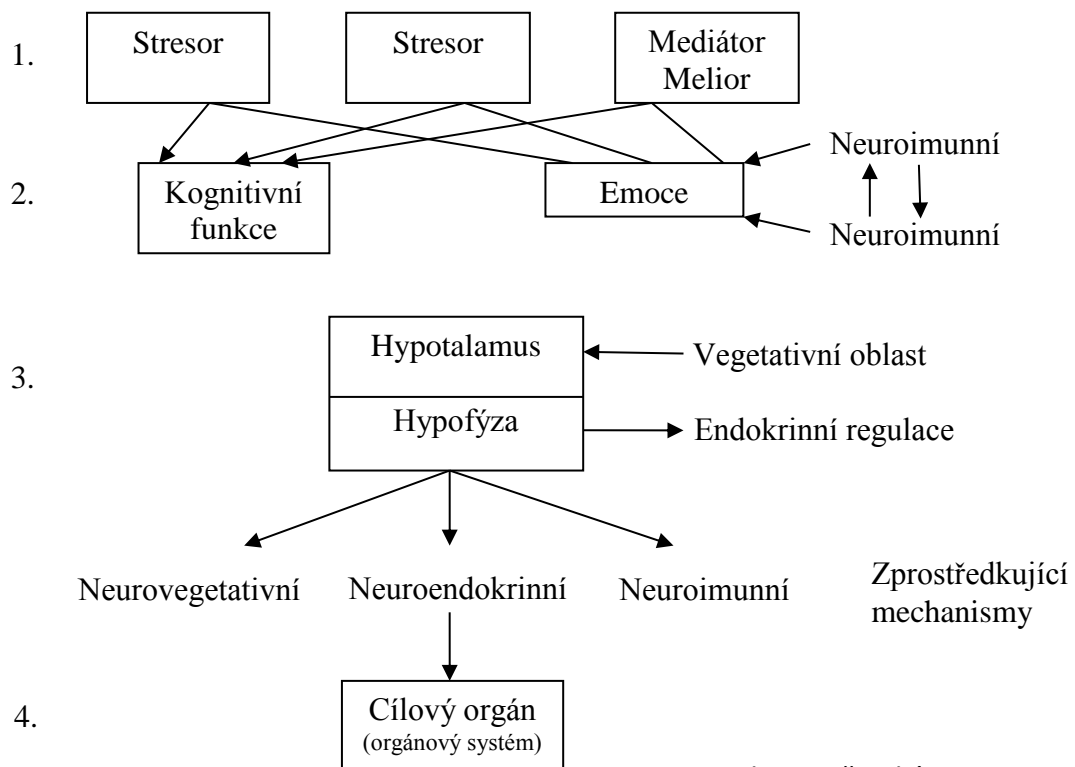 1.
Stresor
Stresor
Mediátor
Melior
2.
Kognitivní
funkce
Emoce
Neuroimunní
Neuroimunní
3.
Hypotalamus
Vegetativní oblast
Hypofýza
Endokrinní regulace
Neurovegetativní
Neuroendokrinní
Neuroimunní
Zprostředkující
mechanismy
4.
Cílový orgán
(orgánový systém)